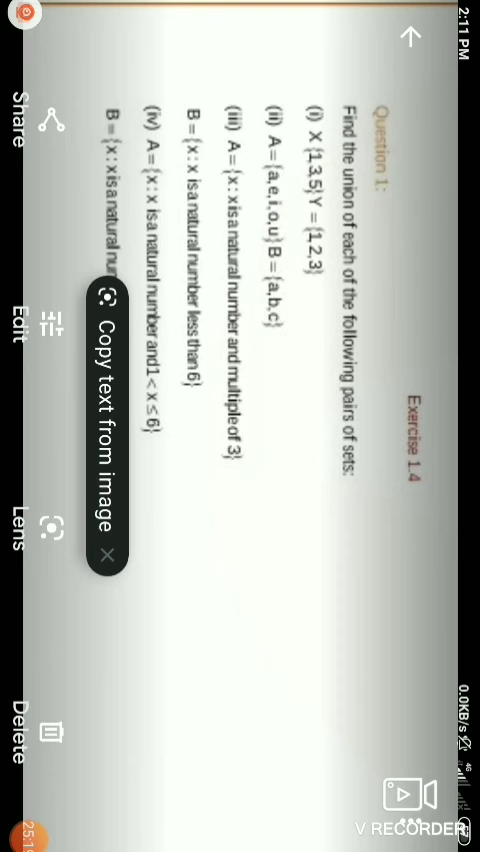 2:11 PM
0.0KB/s
4G
V RECORDER
Exercise 1.4
Question 1:
Find the union of each of the following pairs of sets:
(i) X {1,3,5} Y = {1,2,3}
(ii) A = {a,e,i,o,u} B = {a,b,c}
(iii) A = {x : x is a natural number and multiple of 3}
B = {x : x is a natural number less than 6}
(iv) A = {x : x is a natural number and 1 < x ≤ 6}
B = {x : x is a natural
Copy text from image
Share
Edit
Lens
Delete